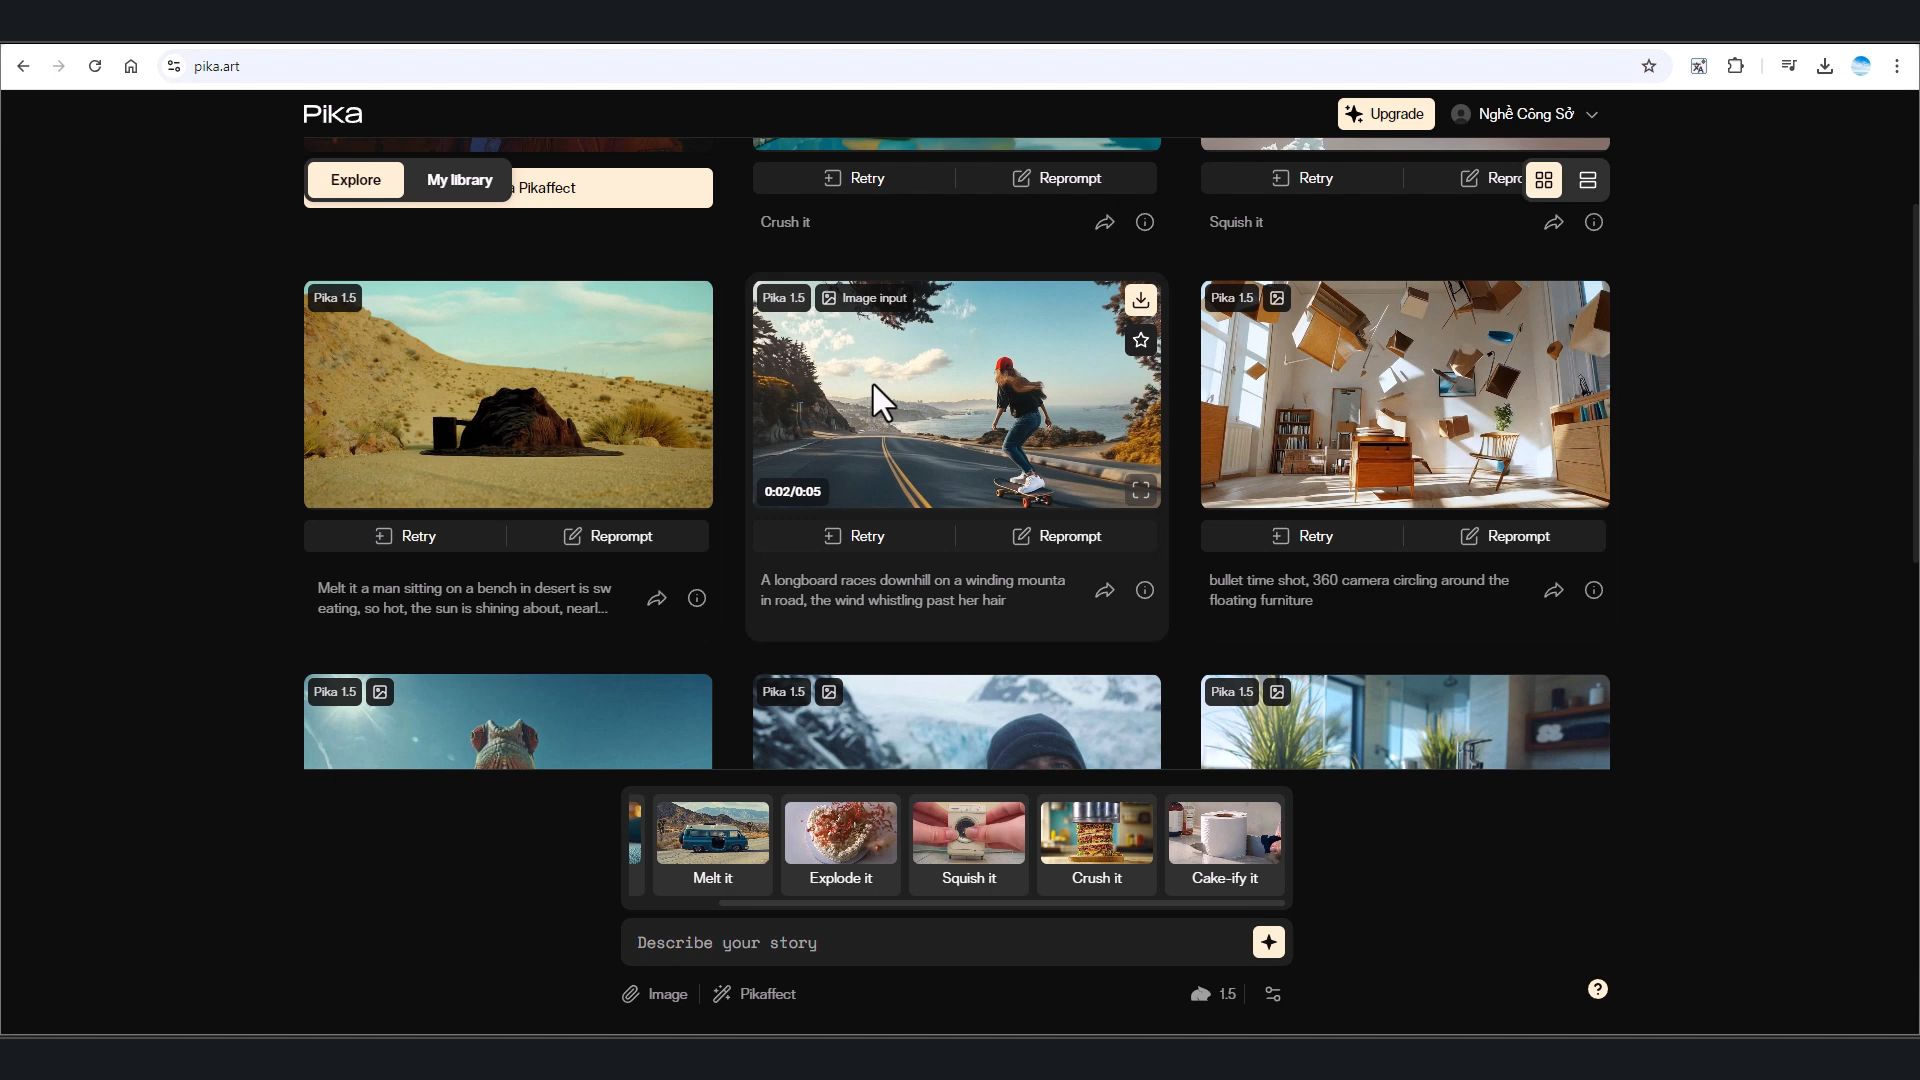 pika.art
Pika
Upgrade
Nghề Công Sở
Explore
My library
Pikaffect
Retry
Reprompt
Retry
Repro
Crush it
Squish it
Pika 1.5
Pika 1.5
Image input
Pika 1.5
0:02/0:05
Retry
Reprompt
Retry
Reprompt
Retry
Reprompt
Melt it a man sitting on a bench in desert is sw
eating, so hot, the sun is shining about, nearl...
A longboard races downhill on a winding mounta
in road, the wind whistling past her hair
bullet time shot, 360 camera circling around the
floating furniture
Pika 1.5
Pika 1.5
Pika 1.5
Melt it
Explode it
Squish it
Crush it
Cake-ify it
Describe your story
Image
Pikaffect
1.5
?